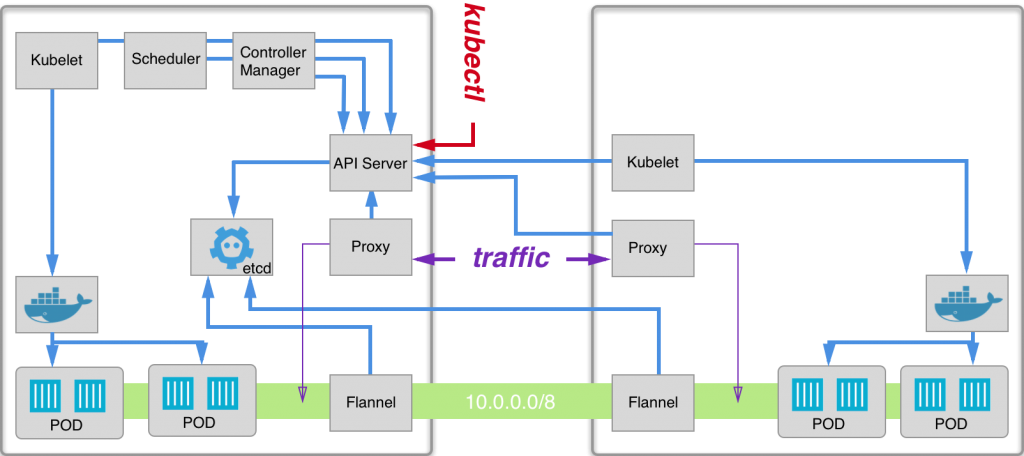 kubectl
Kubelet
Scheduler
Controller
Manager
API Server
Kubelet
etcd
Proxy
traffic
Proxy
POD
POD
Flannel
10.0.0.0/8
Flannel
POD
POD